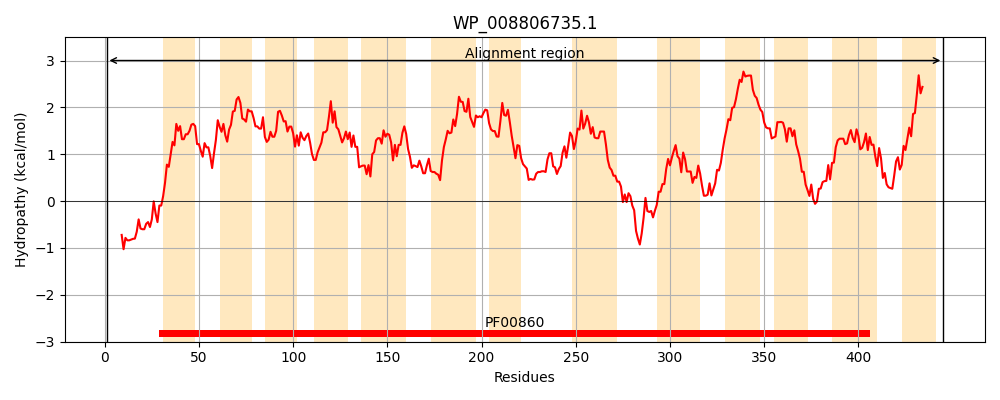 WP_008806735.1
Alignment region
Hydropathy (kcal/mol)
3
2
1
0
−1
−2
−3
PF00860
0 50 100 150 200 250 300 350 400
Residues